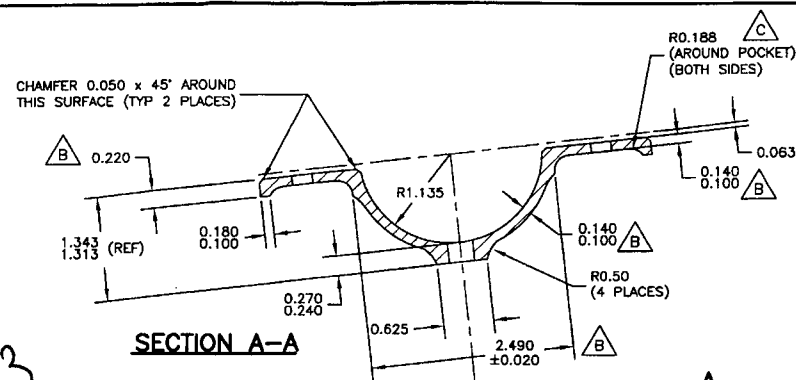 C
R0.188
(AROUND POCKET)
(BOTH SIDES)
CHAMFER 0.050 x 45° AROUND
THIS SURFACE (TYP 2 PLACES)
B 0.220
0.063
R1.135
0.140
0.100 B
0.180
0.100
0.140
0.100 B
1.343
1.313 (REF)
R0.50
(4 PLACES)
0.270
0.240
0.625
2.490
±0.020 B
SECTION A-A
3
A